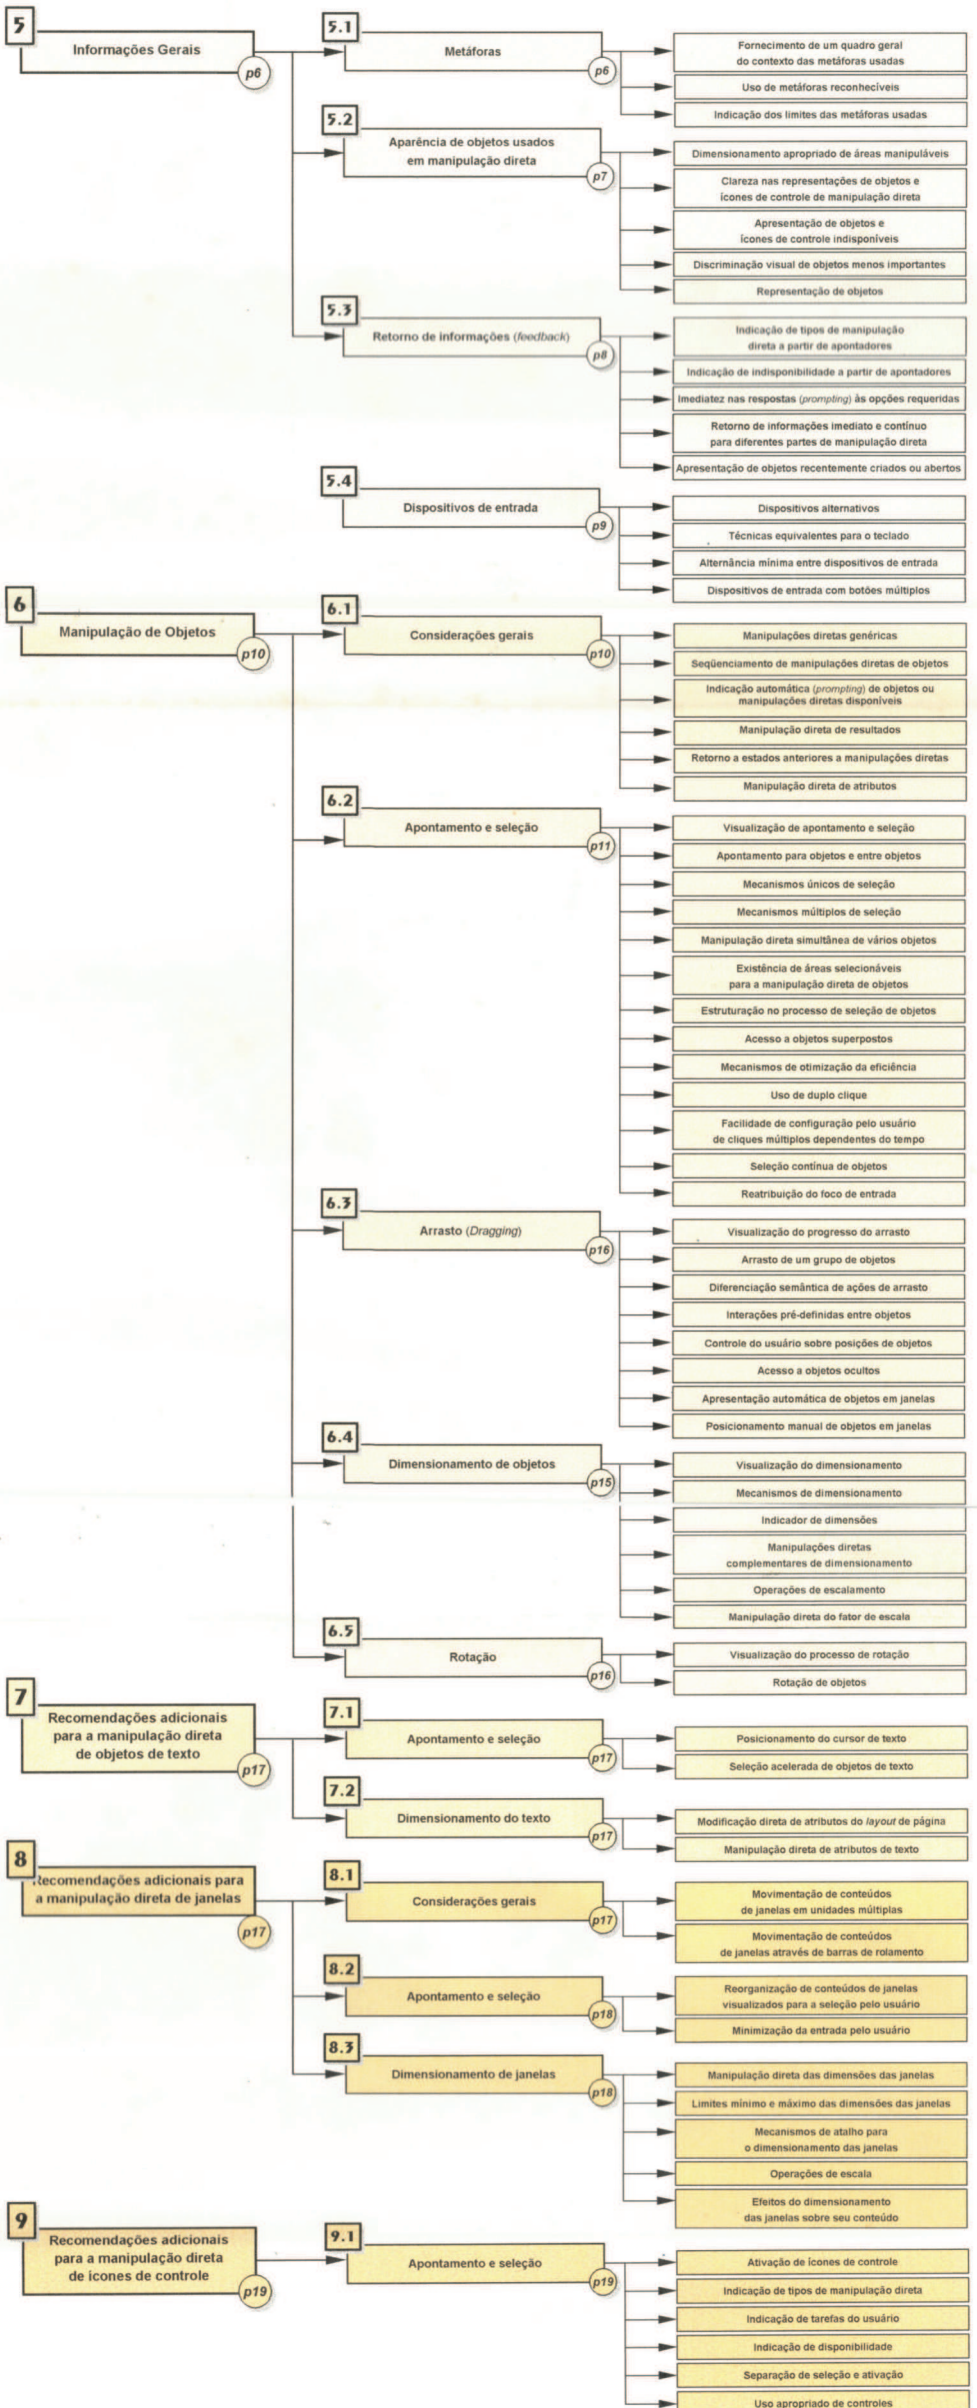 5
Informações Gerais
p6
5.1
Metáforas
p6
Fornecimento de um quadro geral
do contexto das metáforas usadas
Uso de metáforas reconhecíveis
Indicação dos limites das metáforas usadas
5.2
Aparência de objetos usados
em manipulação direta
p7
Dimensionamento apropriado de áreas manipuláveis
Clareza nas representações de objetos e
ícones de controle de manipulação direta
Apresentação de objetos e
ícones de controle indisponíveis
Discriminação visual de objetos menos importantes
Representação de objetos
5.3
Retorno de informações (feedback)
p8
Indicação de tipos de manipulação
direta a partir de apontadores
Indicação de indisponibilidade a partir de apontadores
Imediatez nas respostas (prompting) às opções requeridas
Retorno de informações imediato e contínuo
para diferentes partes de manipulação direta
Apresentação de objetos recentemente criados ou abertos
5.4
Dispositivos de entrada
p9
Dispositivos alternativos
Técnicas equivalentes para o teclado
Alternância mínima entre dispositivos de entrada
Dispositivos de entrada com botões múltiplos
6
Manipulação de Objetos
p10
6.1
Considerações gerais
p10
Manipulações diretas genéricas
Seqüenciamento de manipulações diretas de objetos
Indicação automática (prompting) de objetos ou
manipulações diretas disponíveis
Manipulação direta de resultados
Retorno a estados anteriores a manipulações diretas
Manipulação direta de atributos
6.2
Apontamento e seleção
p11
Visualização de apontamento e seleção
Apontamento para objetos e entre objetos
Mecanismos únicos de seleção
Mecanismos múltiplos de seleção
Manipulação direta simultânea de vários objetos
Existência de áreas selecionáveis
para a manipulação direta de objetos
Estruturação no processo de seleção de objetos
Acesso a objetos superpostos
Mecanismos de otimização da eficiência
Uso de duplo clique
Facilidade de configuração pelo usuário
de cliques múltiplos dependentes do tempo
Seleção contínua de objetos
Reatribuição do foco de entrada
6.3
Arrasto (Dragging)
p16
Visualização do progresso do arrasto
Arrasto de um grupo de objetos
Diferenciação semântica de ações de arrasto
Interações pré-definidas entre objetos
Controle do usuário sobre posições de objetos
Acesso a objetos ocultos
Apresentação automática de objetos em janelas
Posicionamento manual de objetos em janelas
6.4
Dimensionamento de objetos
p15
Visualização do dimensionamento
Mecanismos de dimensionamento
Indicador de dimensões
Manipulações diretas
complementares de dimensionamento
Operações de escalamento
Manipulação direta do fator de escala
6.5
Rotação
p16
Visualização do processo de rotação
Rotação de objetos
7
Recomendações adicionais
para a manipulação direta
de objetos de texto
p17
7.1
Apontamento e seleção
p17
Posicionamento do cursor de texto
Seleção acelerada de objetos de texto
7.2
Dimensionamento do texto
p17
Modificação direta de atributos do layout de página
Manipulação direta de atributos de texto
8
Recomendações adicionais para
a manipulação direta de janelas
p17
8.1
Considerações gerais
p17
Movimentação de conteúdos
de janelas em unidades múltiplas
Movimentação de conteúdos
de janelas através de barras de rolamento
8.2
Apontamento e seleção
p18
Reorganização de conteúdos de janelas
visualizados para a seleção pelo usuário
Minimização da entrada pelo usuário
8.3
Dimensionamento de janelas
p18
Manipulação direta das dimensões das janelas
Limites mínimo e máximo das dimensões das janelas
Mecanismos de atalho para
o dimensionamento das janelas
Operações de escala
Efeitos do dimensionamento
das janelas sobre seu conteúdo
9
Recomendações adicionais
para a manipulação direta
de ícones de controle
p19
9.1
Apontamento e seleção
p19
Ativação de ícones de controle
Indicação de tipos de manipulação direta
Indicação de tarefas do usuário
Indicação de disponibilidade
Separação de seleção e ativação
Uso apropriado de controles